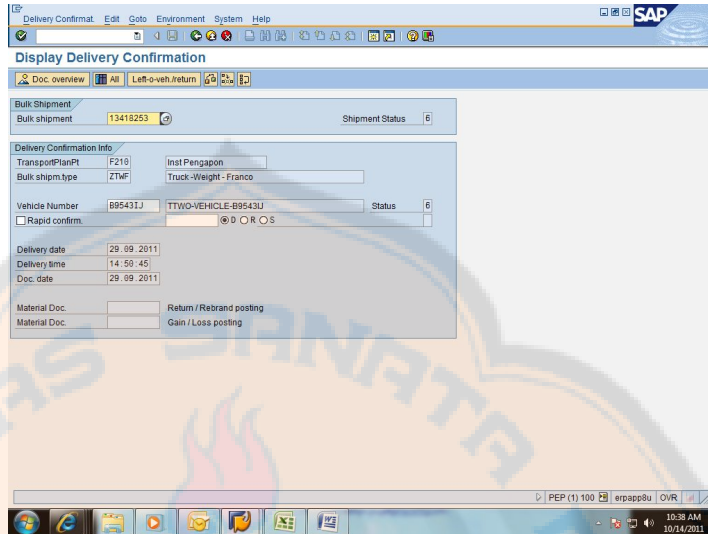 Delivery Confirmat. Edit Goto Environment System Help
SAP
Display Delivery Confirmation
Doc. overview All Left-o-veh./return
Bulk Shipment
Bulk shipment 13418253 Shipment Status 6
Delivery Confirmation Info
TransportPlanPt F210 Inst Pengapon
Bulk shipm.type ZTWF Truck -Weight - Franco
Vehicle Number B9543IJ TTWO-VEHICLE-B9543IJ Status 6
Rapid confirm. D R S
Delivery date 29.09.2011
Delivery time 14:50:45
Doc. date 29.09.2011
Material Doc. Return / Rebrand posting
Material Doc. Gain / Loss posting
AS SANATA
PEP (1) 100 erpapp8u OVR
10:38 AM
10/14/2011